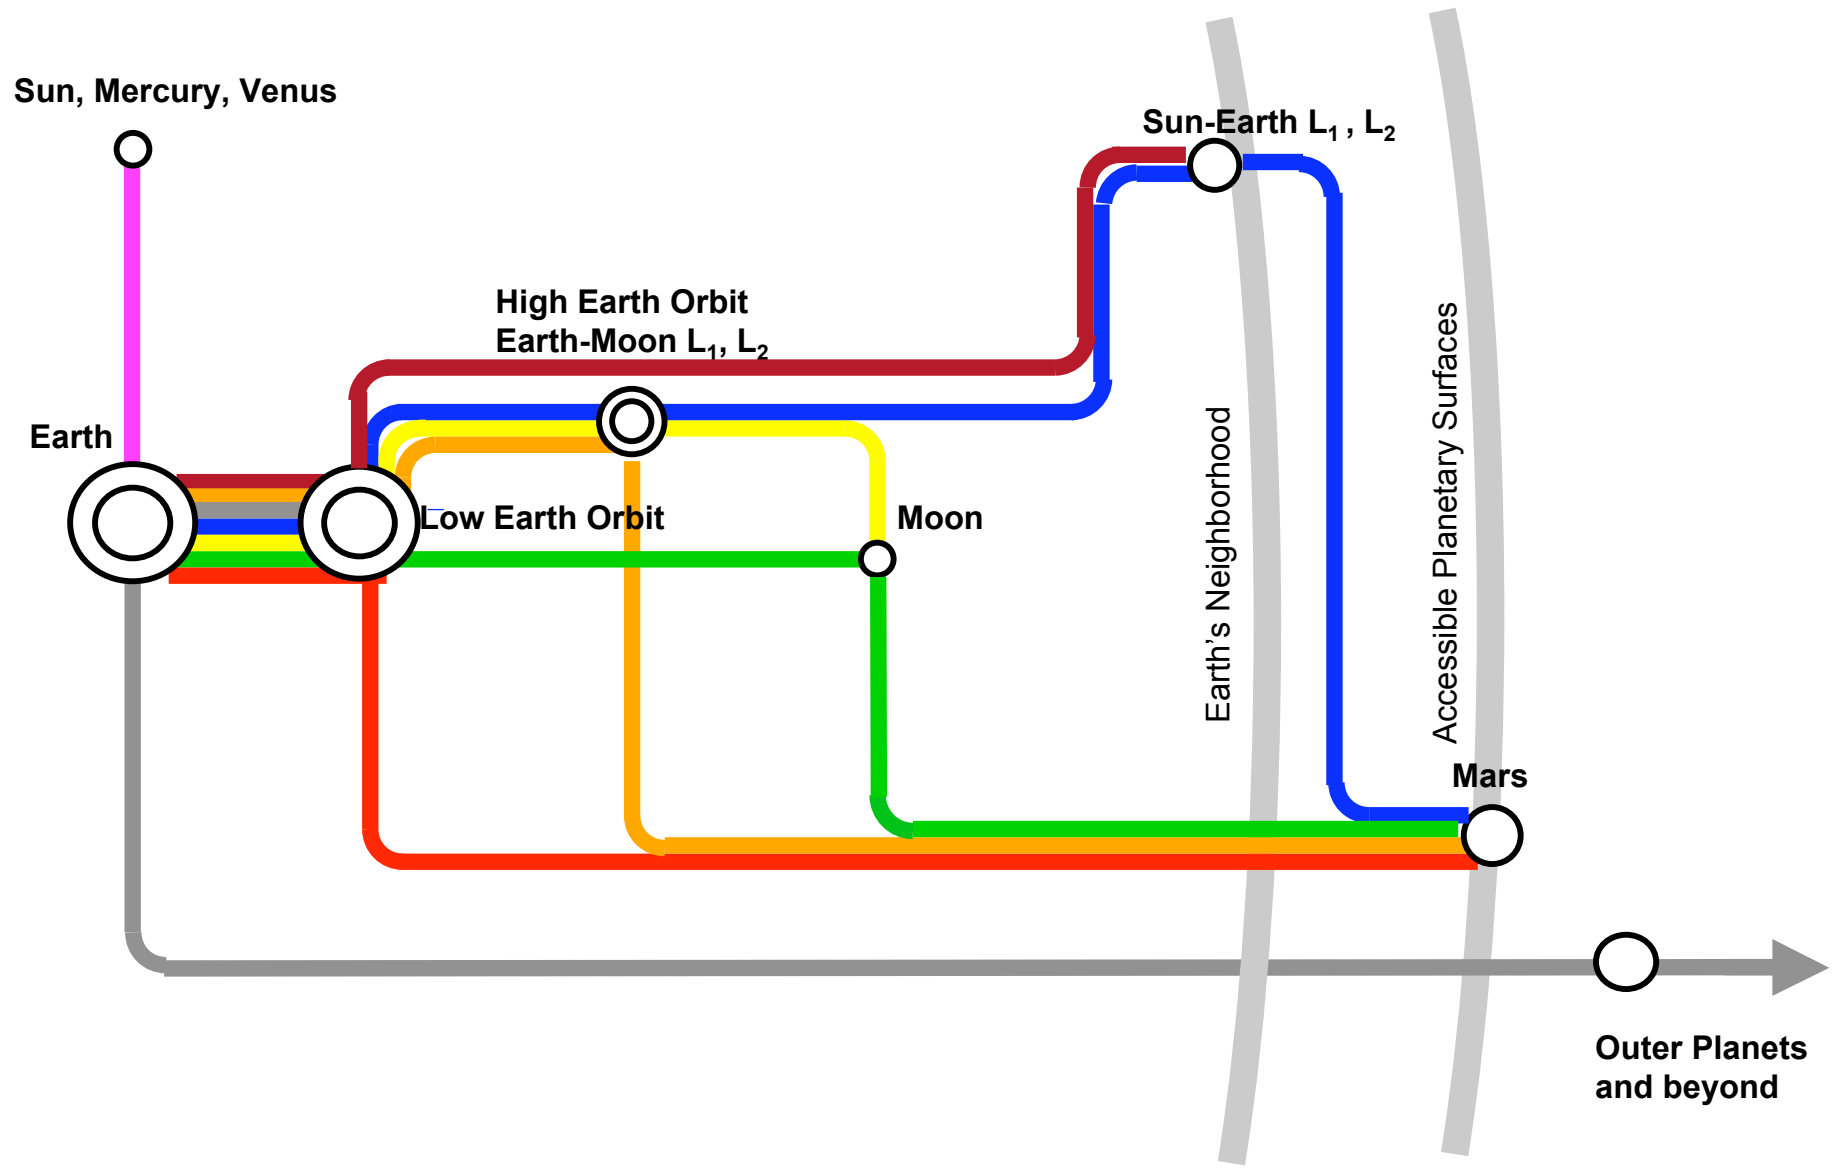 Sun, Mercury, Venus
Sun-Earth L₁ , L₂
High Earth Orbit
Earth-Moon L₁, L₂
Earth
Low Earth Orbit
Moon
Earth’s Neighborhood
Accessible Planetary Surfaces
Mars
Outer Planets
and beyond